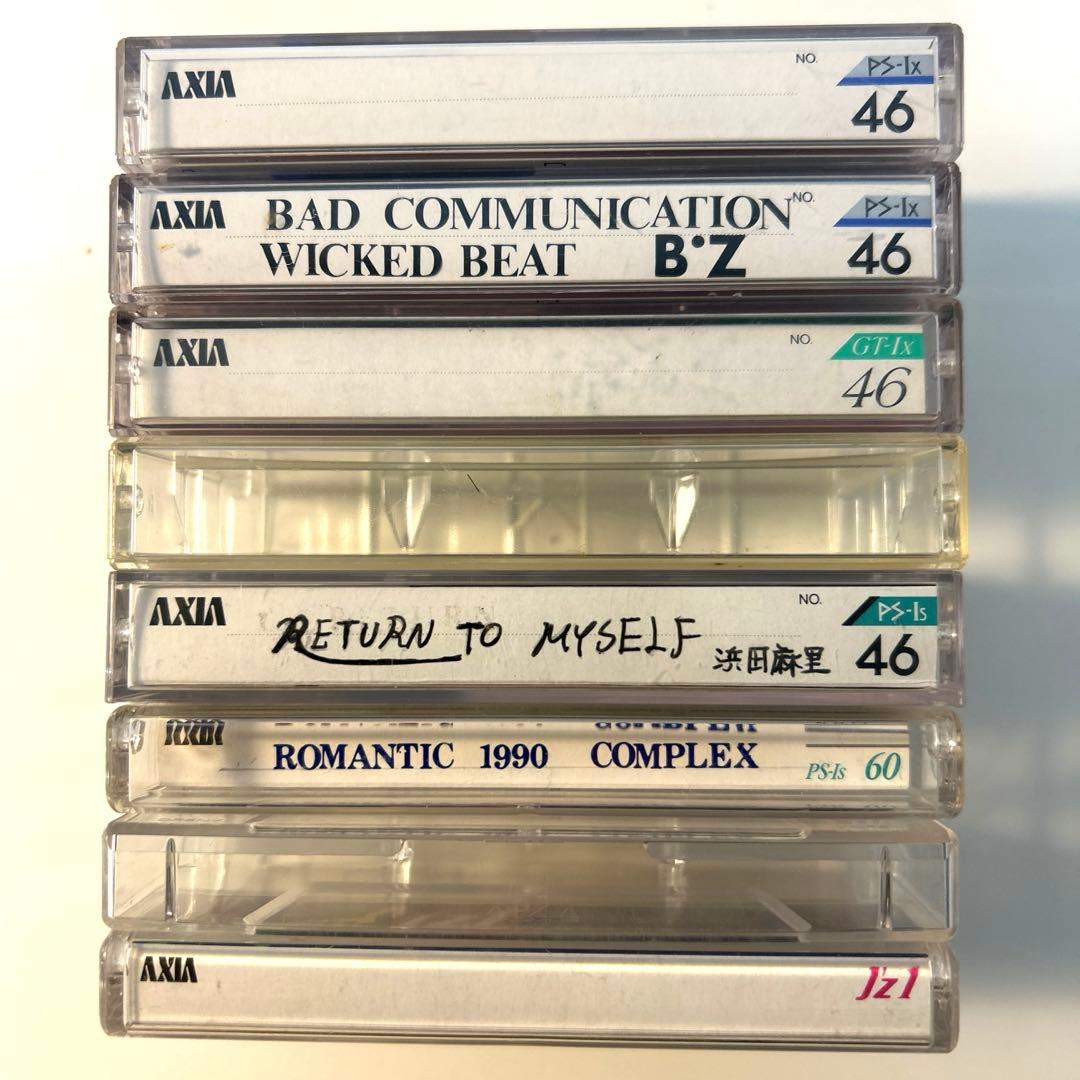 AXIA NO. PS-Ix
46
AXIA BAD COMMUNICATION NO. PS-Ix
WICKED BEAT B'Z 46
AXIA NO. GT-Ix
46
AXIA NO. PS-Is
RETURN TO MYSELF 浜田麻里 46
AXIA
ROMANTIC 1990 COMPLEX PS-Is 60
AXIA J'z1